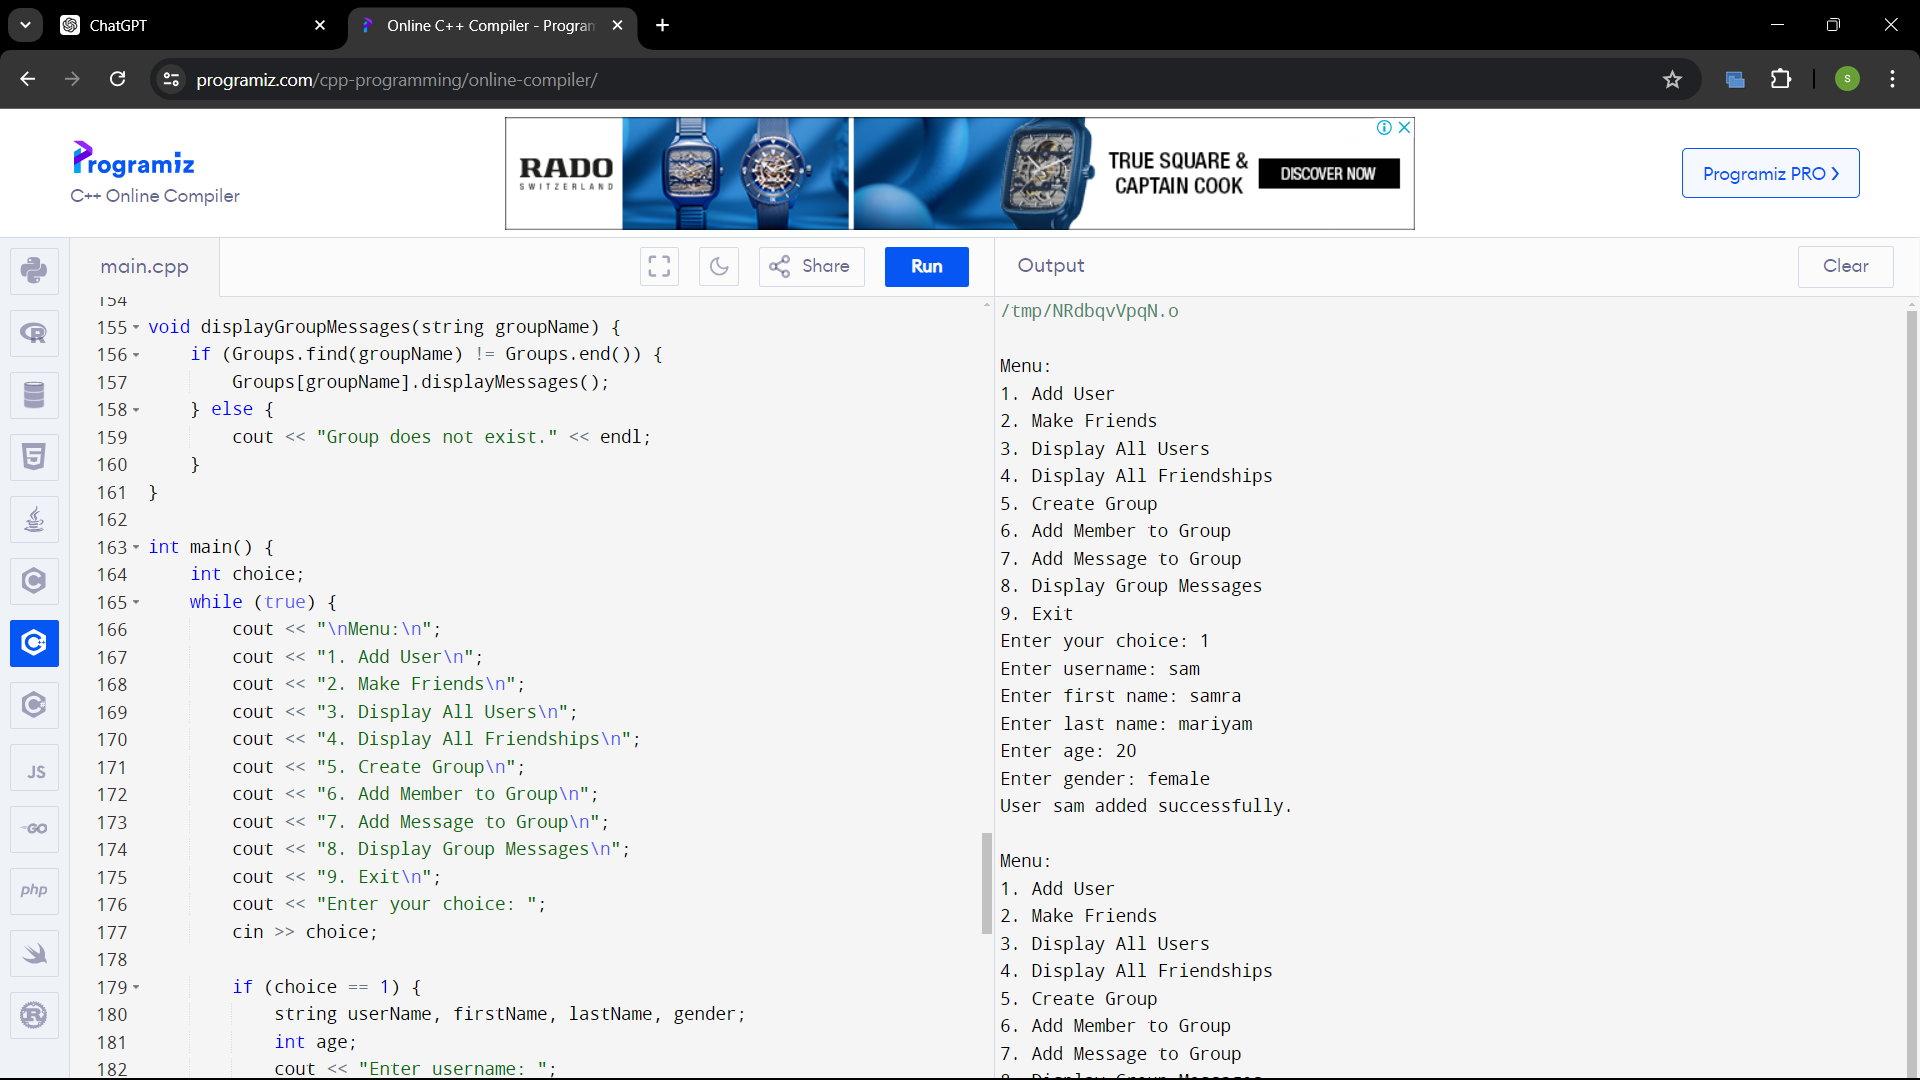 ChatGPT
Online C++ Compiler - Program
programiz.com/cpp-programming/online-compiler/
S
Programiz
C++ Online Compiler
RADO
SWITZERLAND
TRUE SQUARE &
CAPTAIN COOK
DISCOVER NOW
Programiz PRO
main.cpp
Share
Run
Output
Clear
154
155 void displayGroupMessages(string groupName) {
156 if (Groups.find(groupName) != Groups.end()) {
157 Groups[groupName].displayMessages();
158 } else {
159 cout << "Group does not exist." << endl;
160 }
161 }
162
163 int main() {
164 int choice;
165 while (true) {
166 cout << "\nMenu:\n";
167 cout << "1. Add User\n";
168 cout << "2. Make Friends\n";
169 cout << "3. Display All Users\n";
170 cout << "4. Display All Friendships\n";
171 cout << "5. Create Group\n";
172 cout << "6. Add Member to Group\n";
173 cout << "7. Add Message to Group\n";
174 cout << "8. Display Group Messages\n";
175 cout << "9. Exit\n";
176 cout << "Enter your choice: ";
177 cin >> choice;
178
179 if (choice == 1) {
180 string userName, firstName, lastName, gender;
181 int age;
182 cout << "Enter username: ";
/tmp/NRdbqvVpqN.o
Menu:
1. Add User
2. Make Friends
3. Display All Users
4. Display All Friendships
5. Create Group
6. Add Member to Group
7. Add Message to Group
8. Display Group Messages
9. Exit
Enter your choice: 1
Enter username: sam
Enter first name: samra
Enter last name: mariyam
Enter age: 20
Enter gender: female
User sam added successfully.
Menu:
1. Add User
2. Make Friends
3. Display All Users
4. Display All Friendships
5. Create Group
6. Add Member to Group
7. Add Message to Group
8. Display Group Messages
R
5
C
C
C
JS
GO
php
R